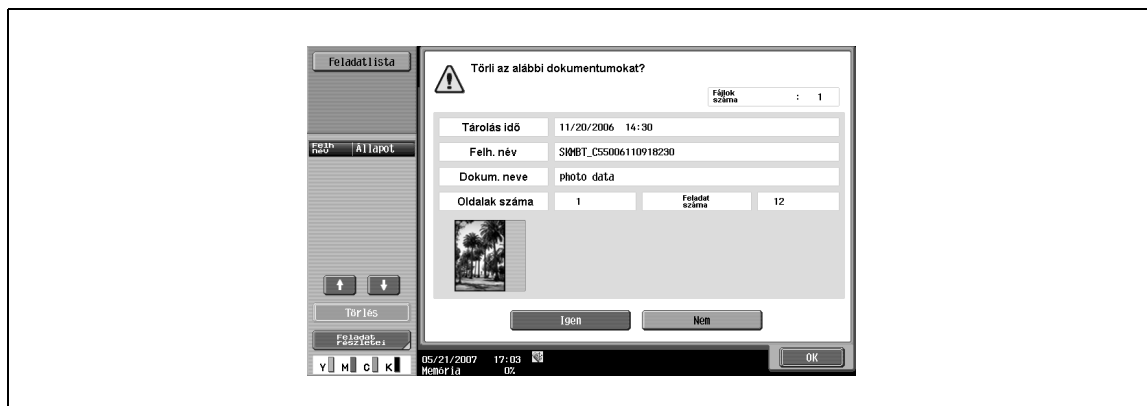 Feladatlista
Felh név Állapot
Törlés
Feladat részletei
Y M C K
Törli az alábbi dokumentumokat?
Fájlok száma : 1
Tárolás idő 11/20/2006 14:30
Felh. név SKMBT_C55006110918230
Dokum. neve photo data
Oldalak száma 1 Feladat száma 12
Igen Nem
05/21/2007 17:03
Memória 0%
OK